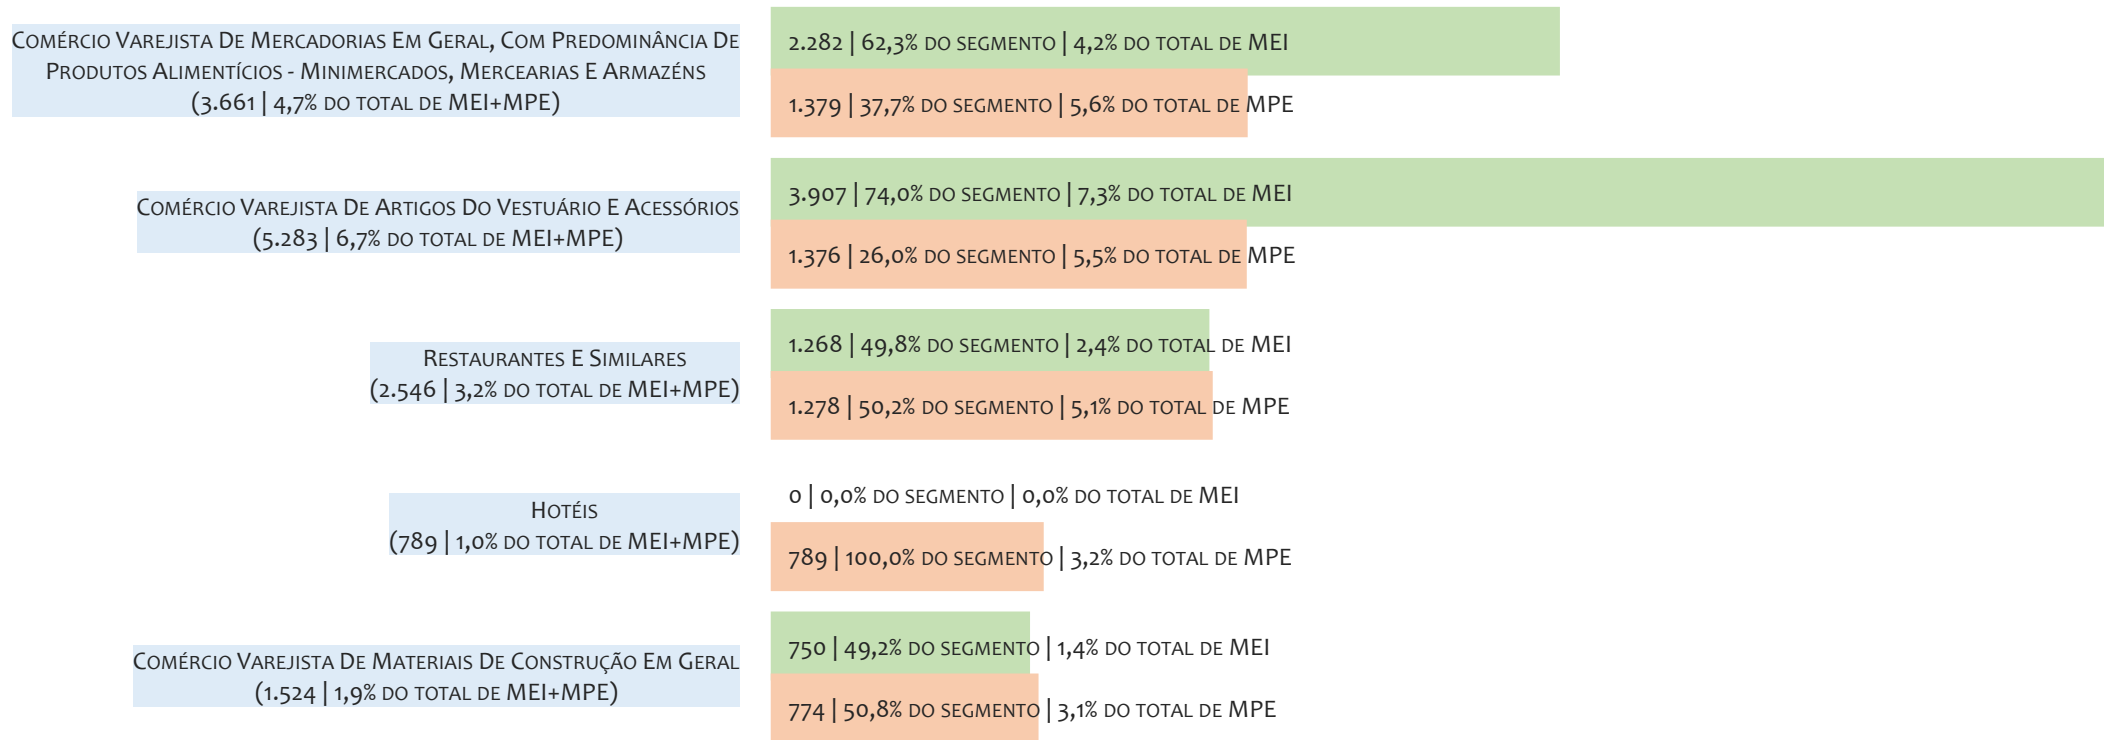 Comércio Varejista De Mercadorias Em Geral, Com Predominância De
Produtos Alimentícios - Minimercados, Mercearias E Armazéns
(3.661 | 4,7% do total de MEI+MPE)
2.282 | 62,3% do segmento | 4,2% do total de MEI
1.379 | 37,7% do segmento | 5,6% do total de MPE
Comércio Varejista De Artigos Do Vestuário E Acessórios
(5.283 | 6,7% do total de MEI+MPE)
3.907 | 74,0% do segmento | 7,3% do total de MEI
1.376 | 26,0% do segmento | 5,5% do total de MPE
Restaurantes E Similares
(2.546 | 3,2% do total de MEI+MPE)
1.268 | 49,8% do segmento | 2,4% do total de MEI
1.278 | 50,2% do segmento | 5,1% do total de MPE
Hotéis
(789 | 1,0% do total de MEI+MPE)
0 | 0,0% do segmento | 0,0% do total de MEI
789 | 100,0% do segmento | 3,2% do total de MPE
Comércio Varejista De Materiais De Construção Em Geral
(1.524 | 1,9% do total de MEI+MPE)
750 | 49,2% do segmento | 1,4% do total de MEI
774 | 50,8% do segmento | 3,1% do total de MPE